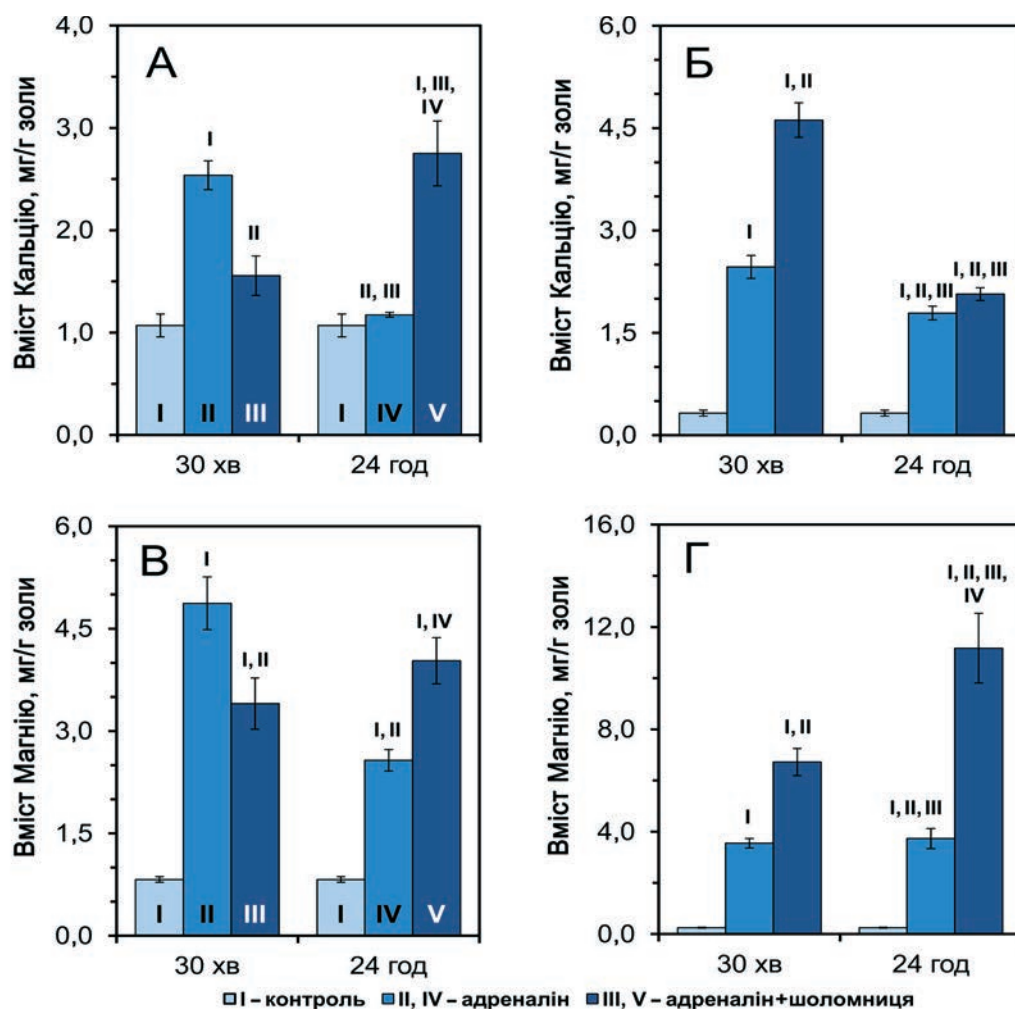 А
Вміст Кальцію, мг/г золи
4,0
3,0
2,0
1,0
0,0
I
II
I, III,
IV
II, III
I II III
I IV V
30 хв 24 год
Б
Вміст Кальцію, мг/г золи
6,0
4,5
3,0
1,5
0,0
I, II
I
I, II, III
I, II, III
30 хв 24 год
В
Вміст Магнію, мг/г золи
6,0
4,5
3,0
1,5
0,0
I
I, II
I, II
I, IV
I II III
I IV V
30 хв 24 год
Г
Вміст Магнію, мг/г золи
16,0
12,0
8,0
4,0
0,0
I, II, III,
IV
I, II
I
I, II, III
30 хв 24 год
I – контроль II, IV – адреналін III, V – адреналін+шоломниця